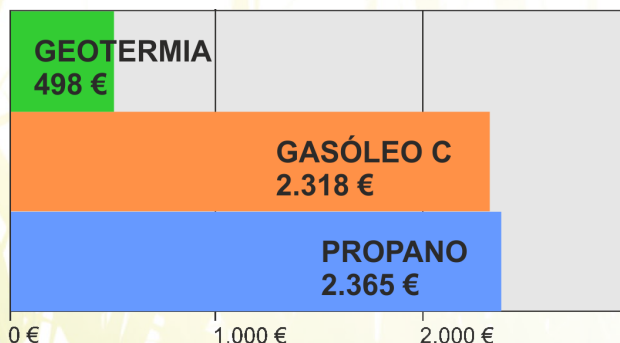 GEOTERMIA
498 €
GASÓLEO C
2.318 €
PROPANO
2.365 €
0 € 1.000 € 2.000 €